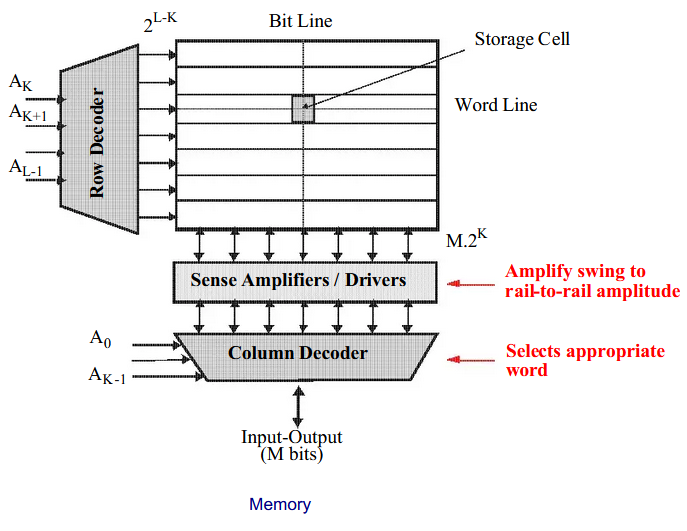 2^L-K
Bit Line
Storage Cell
A_K
A_K+1
A_L-1
Row Decoder
Word Line
M.2^K
Sense Amplifiers / Drivers
Amplify swing to
rail-to-rail amplitude
A_0
A_K-1
Column Decoder
Selects appropriate
word
Input-Output
(M bits)
Memory